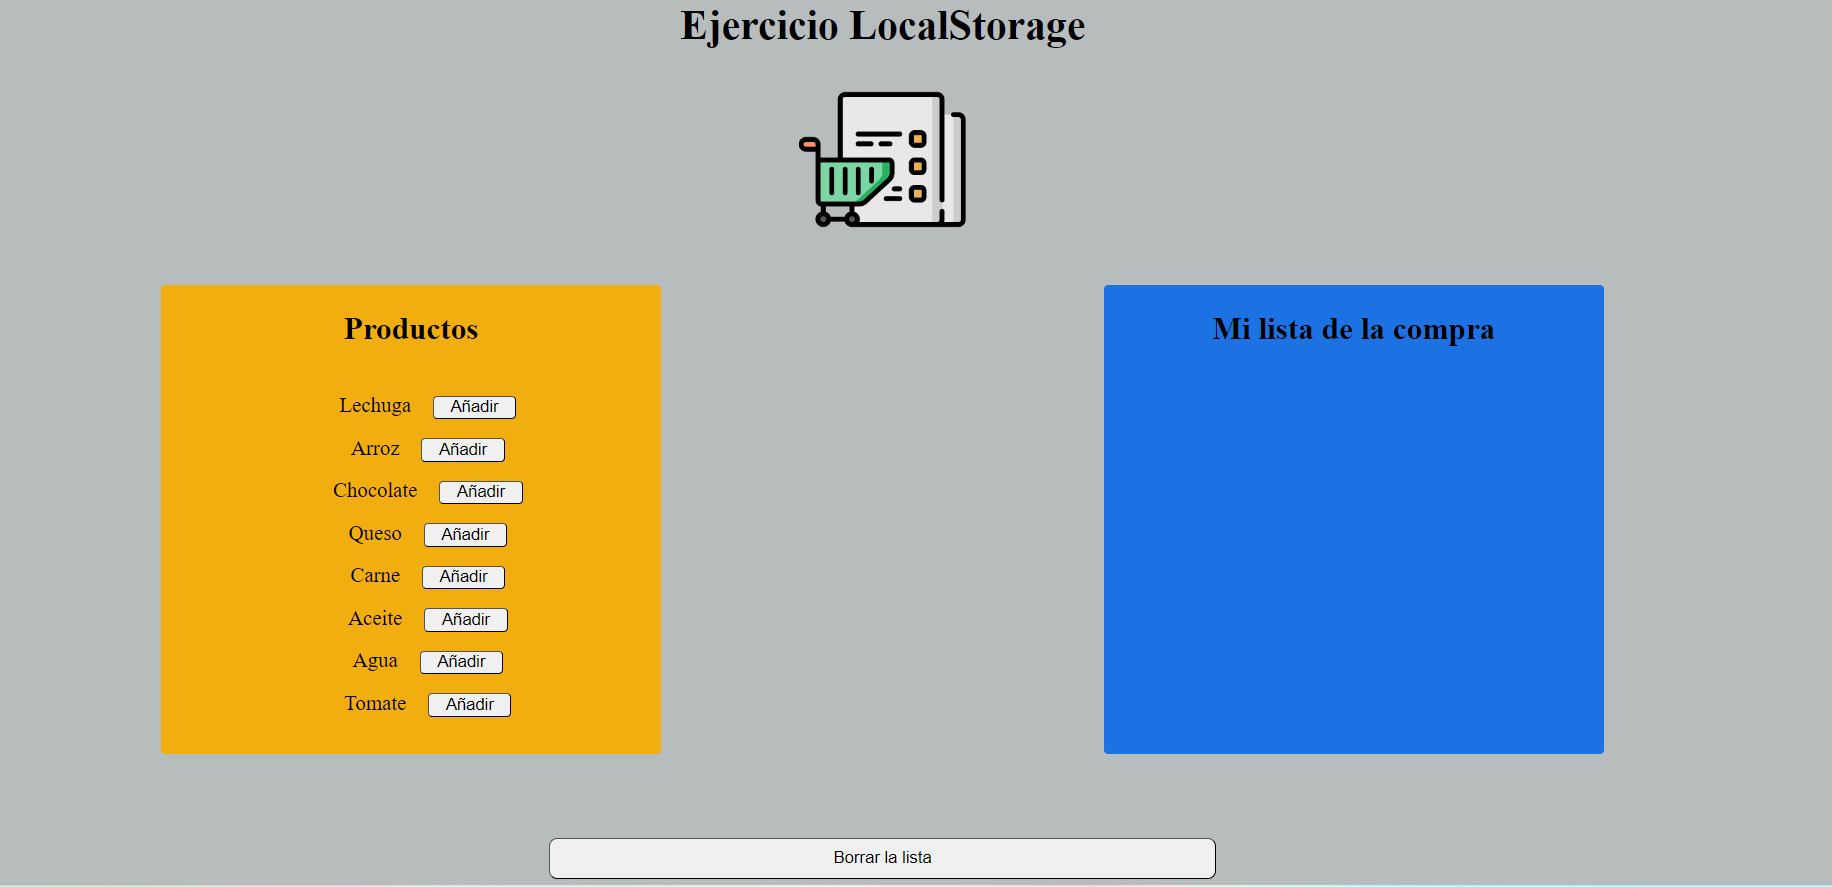 Ejercicio LocalStorage
Productos
Lechuga Añadir
Arroz Añadir
Chocolate Añadir
Queso Añadir
Carne Añadir
Aceite Añadir
Agua Añadir
Tomate Añadir
Mi lista de la compra
Borrar la lista